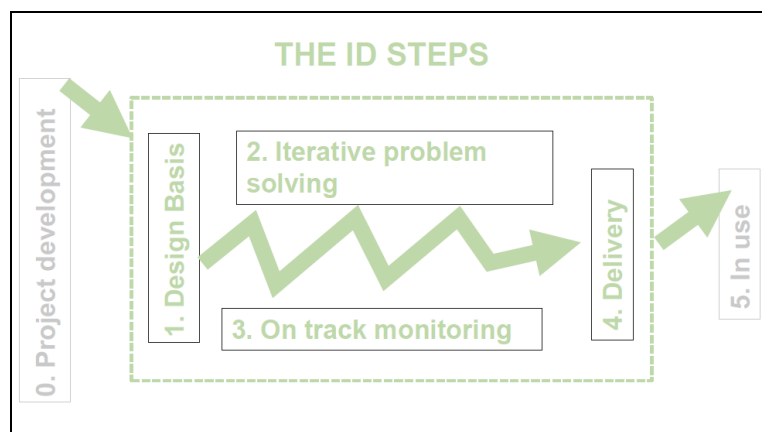 THE ID STEPS
0. Project development
1. Design Basis
2. Iterative problem
solving
3. On track monitoring
4. Delivery
5. In use